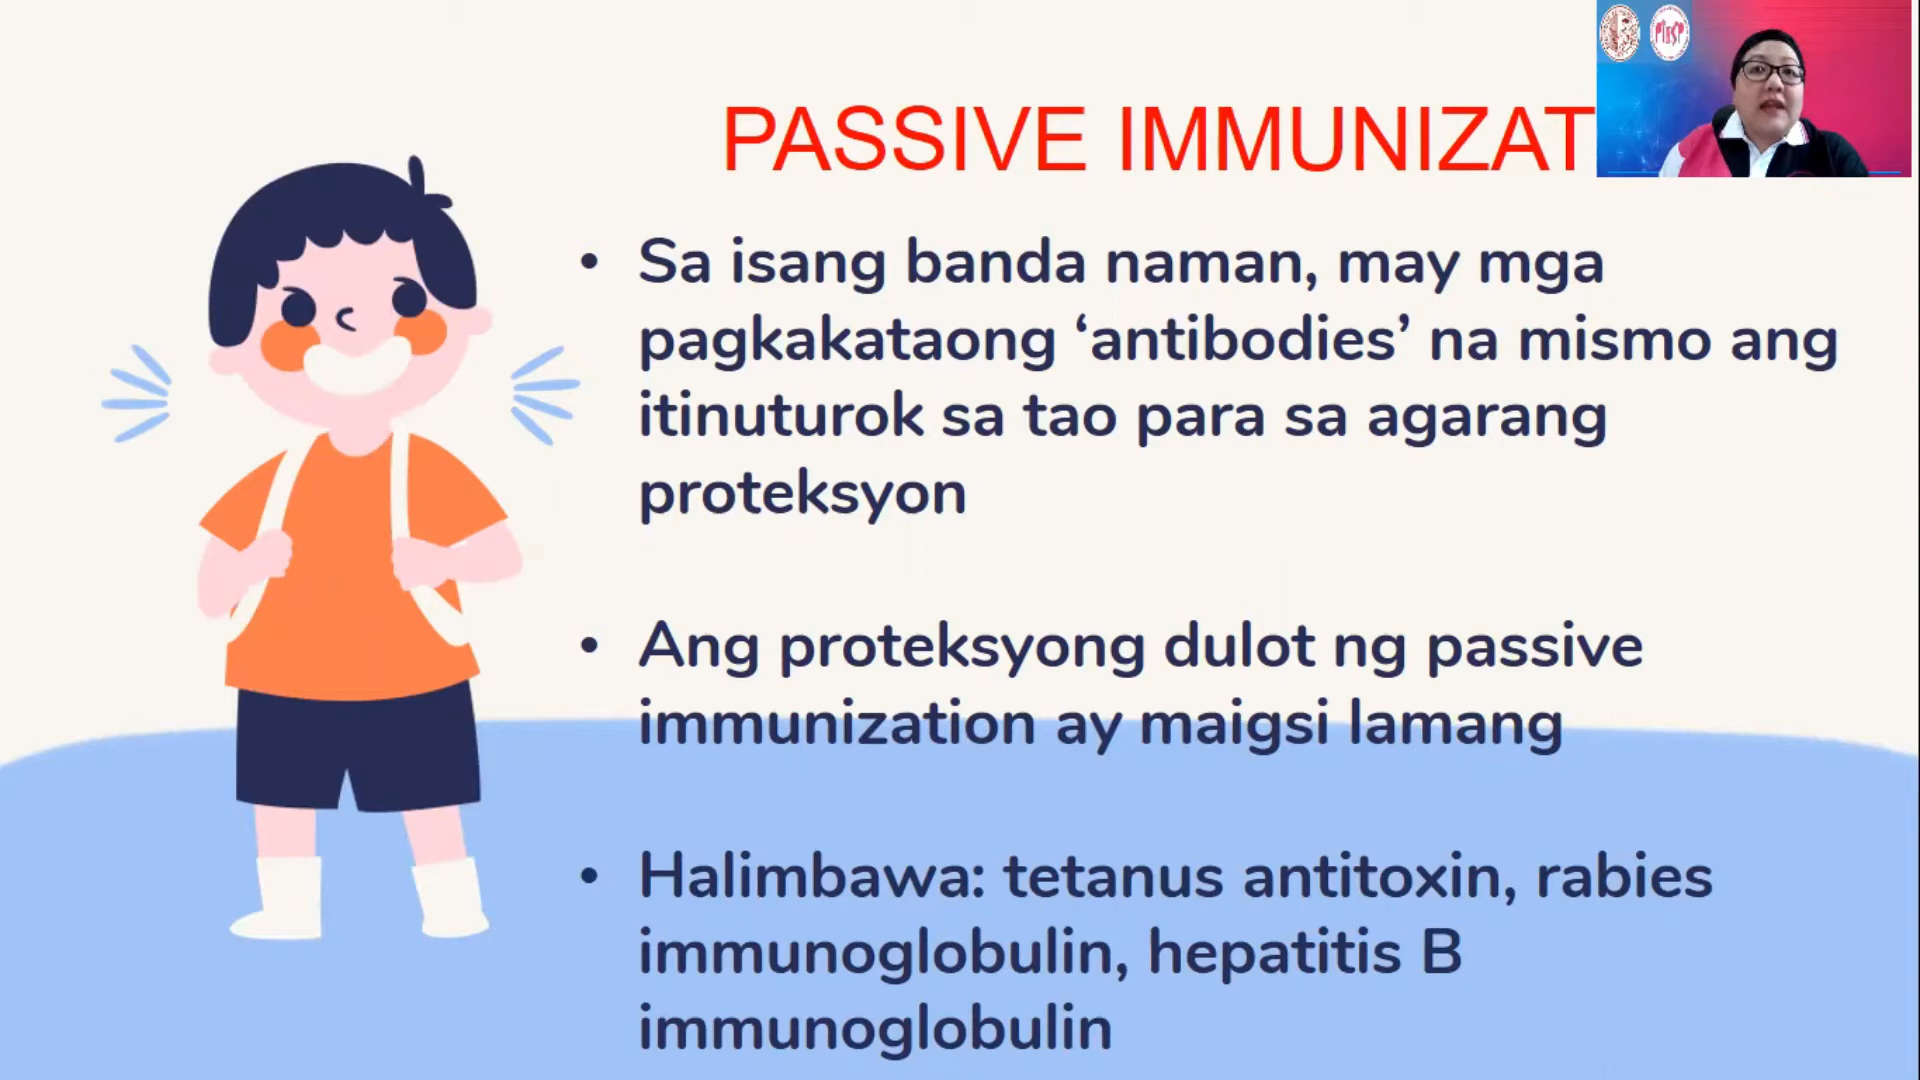 PASSIVE IMMUNIZAT
• Sa isang banda naman, may mga
pagkakataong ‘antibodies’ na mismo ang
itinuturok sa tao para sa agarang
proteksyon
• Ang proteksyong dulot ng passive
immunization ay maigsi lamang
• Halimbawa: tetanus antitoxin, rabies
immunoglobulin, hepatitis B
immunoglobulin